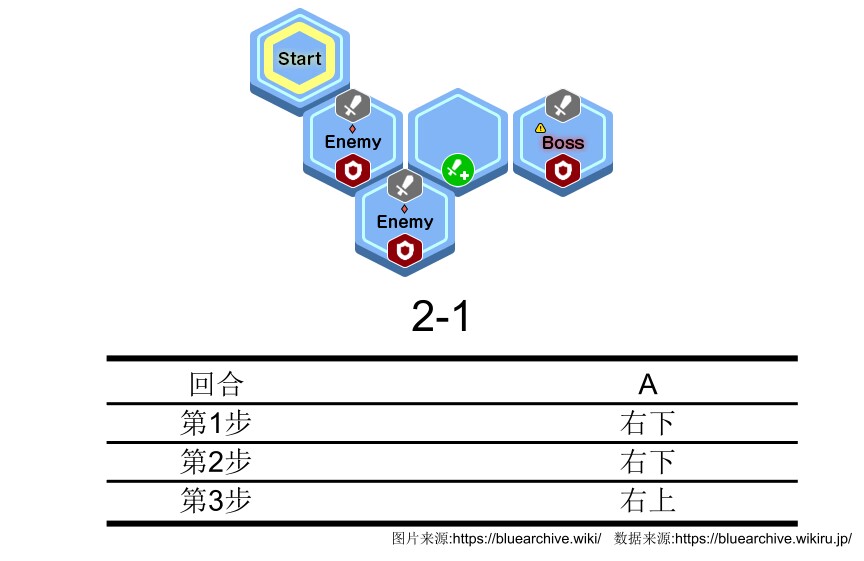 Start
Enemy
Boss
Enemy
2-1
回合 A
第1步 右下
第2步 右下
第3步 右上
图片来源:https://bluearchive.wiki/ 数据来源:https://bluearchive.wikiru.jp/